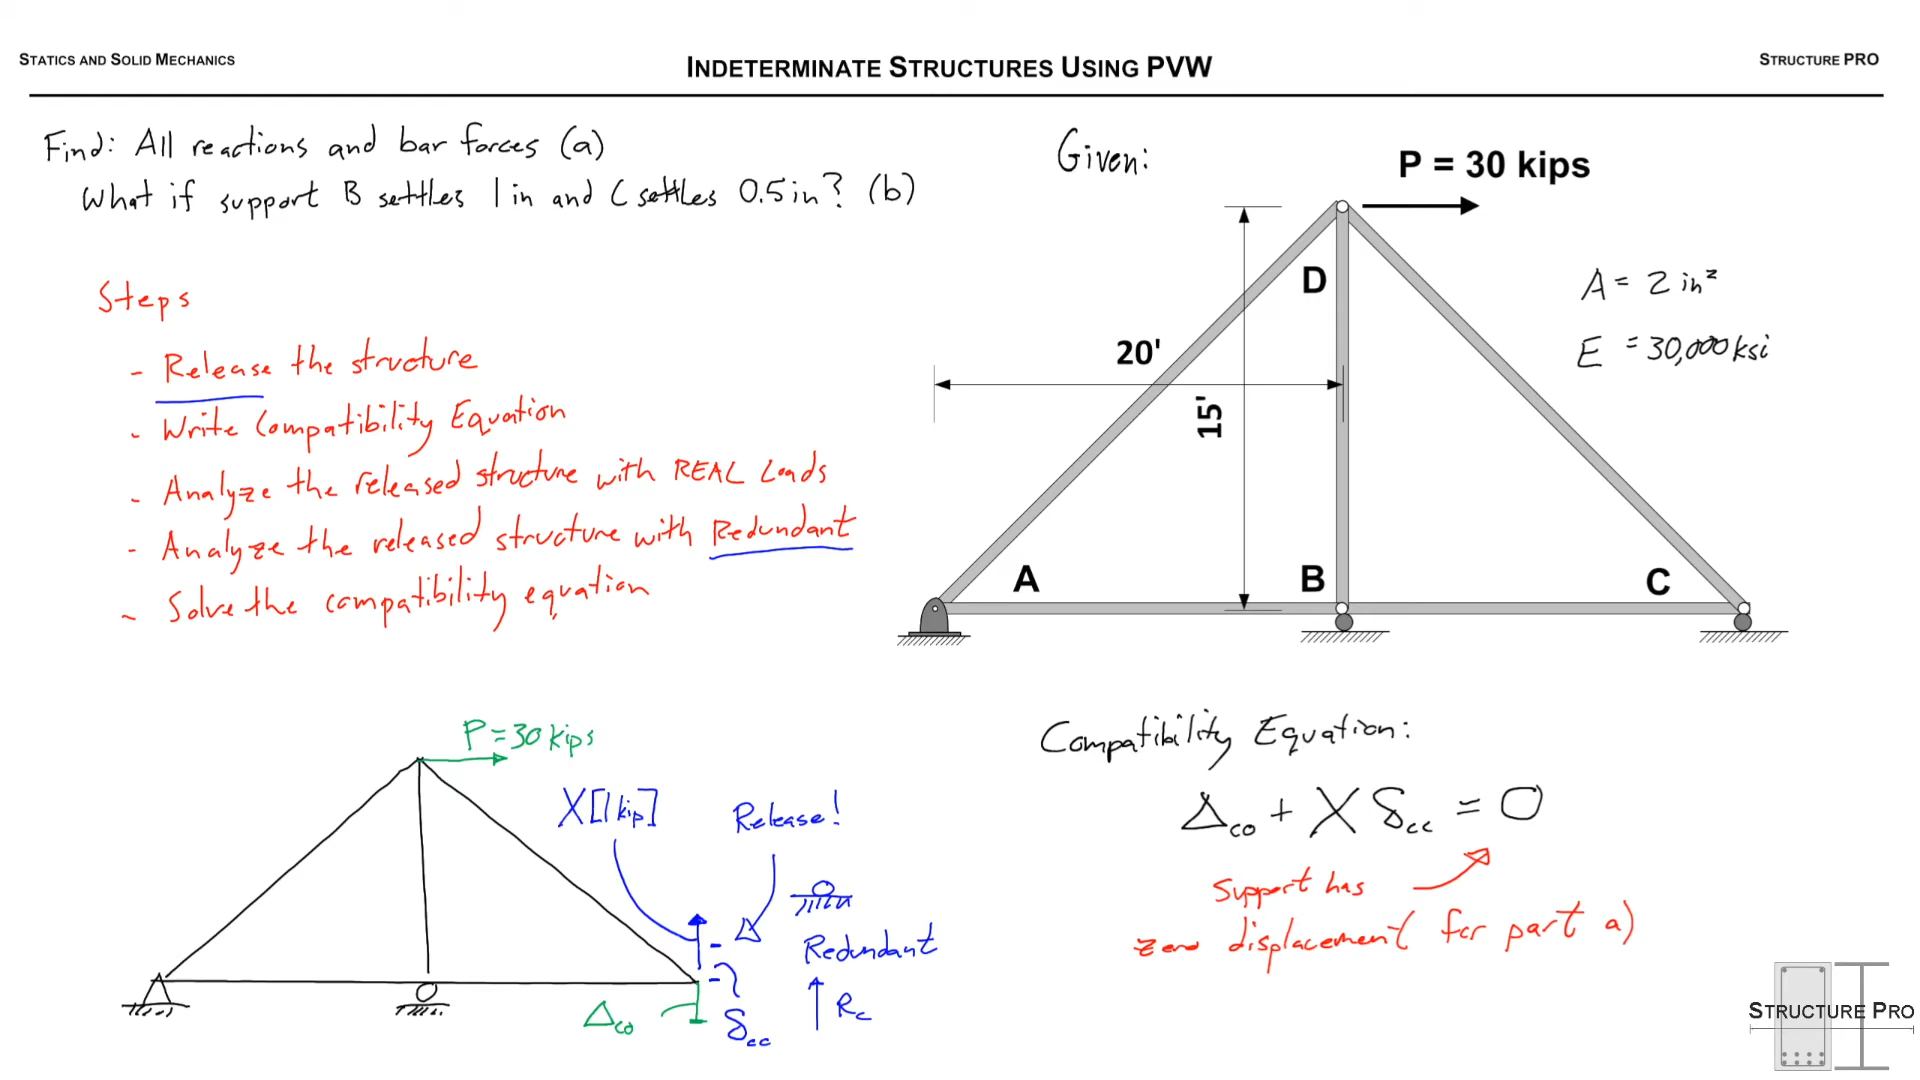 STATICS AND SOLID MECHANICS
INDETERMINATE STRUCTURES USING PVW
STRUCTURE PRO
Find: All reactions and bar forces (a)
What if support B settles 1 in and C settles 0.5 in? (b)
Given:
P = 30 kips
D
A = 2 in²
E = 30,000 ksi
20'
15'
A
B
C
Steps
- Release the structure
- Write Compatibility Equation
- Analyze the released structure with REAL Loads
- Analyze the released structure with Redundant
- Solve the compatibility equation
P = 30 kips
X[1 kip]
Release!
Redundant
Rc
Δco
δcc
Compatibility Equation:
Δco + X δcc = 0
Support has
zero displacement (for part a)
STRUCTURE PRO